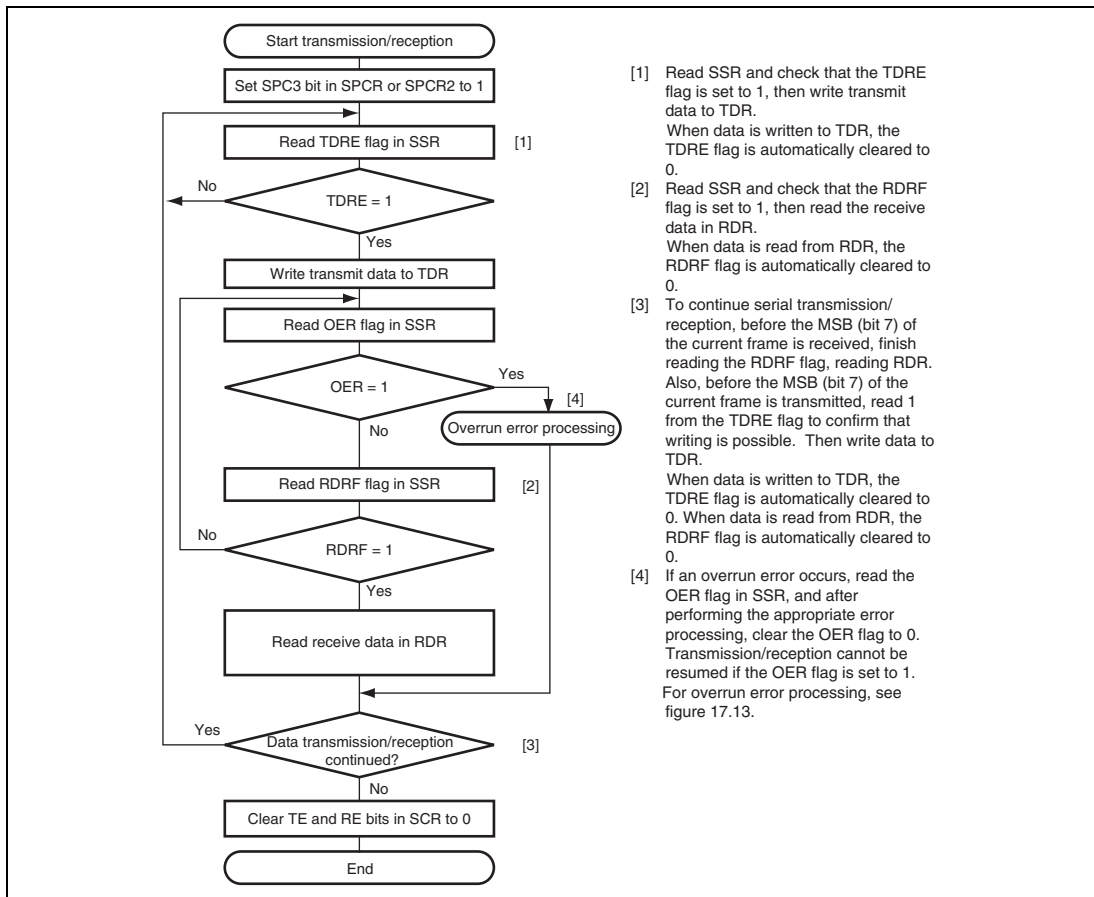 Start transmission/reception
Set SPC3 bit in SPCR or SPCR2 to 1
Read TDRE flag in SSR
[1]
No
TDRE = 1
Yes
Write transmit data to TDR
Read OER flag in SSR
OER = 1
Yes
[4]
Overrun error processing
No
Read RDRF flag in SSR
[2]
No
RDRF = 1
Yes
Read receive data in RDR
Yes
Data transmission/reception
continued?
[3]
No
Clear TE and RE bits in SCR to 0
End
[1] Read SSR and check that the TDRE
flag is set to 1, then write transmit
data to TDR.
When data is written to TDR, the
TDRE flag is automatically cleared to
0.
[2] Read SSR and check that the RDRF
flag is set to 1, then read the receive
data in RDR.
When data is read from RDR, the
RDRF flag is automatically cleared to
0.
[3] To continue serial transmission/
reception, before the MSB (bit 7) of
the current frame is received, finish
reading the RDRF flag, reading RDR.
Also, before the MSB (bit 7) of the
current frame is transmitted, read 1
from the TDRE flag to confirm that
writing is possible. Then write data to
TDR.
When data is written to TDR, the
TDRE flag is automatically cleared to
0. When data is read from RDR, the
RDRF flag is automatically cleared to
0.
[4] If an overrun error occurs, read the
OER flag in SSR, and after
performing the appropriate error
processing, clear the OER flag to 0.
Transmission/reception cannot be
resumed if the OER flag is set to 1.
For overrun error processing, see
figure 17.13.